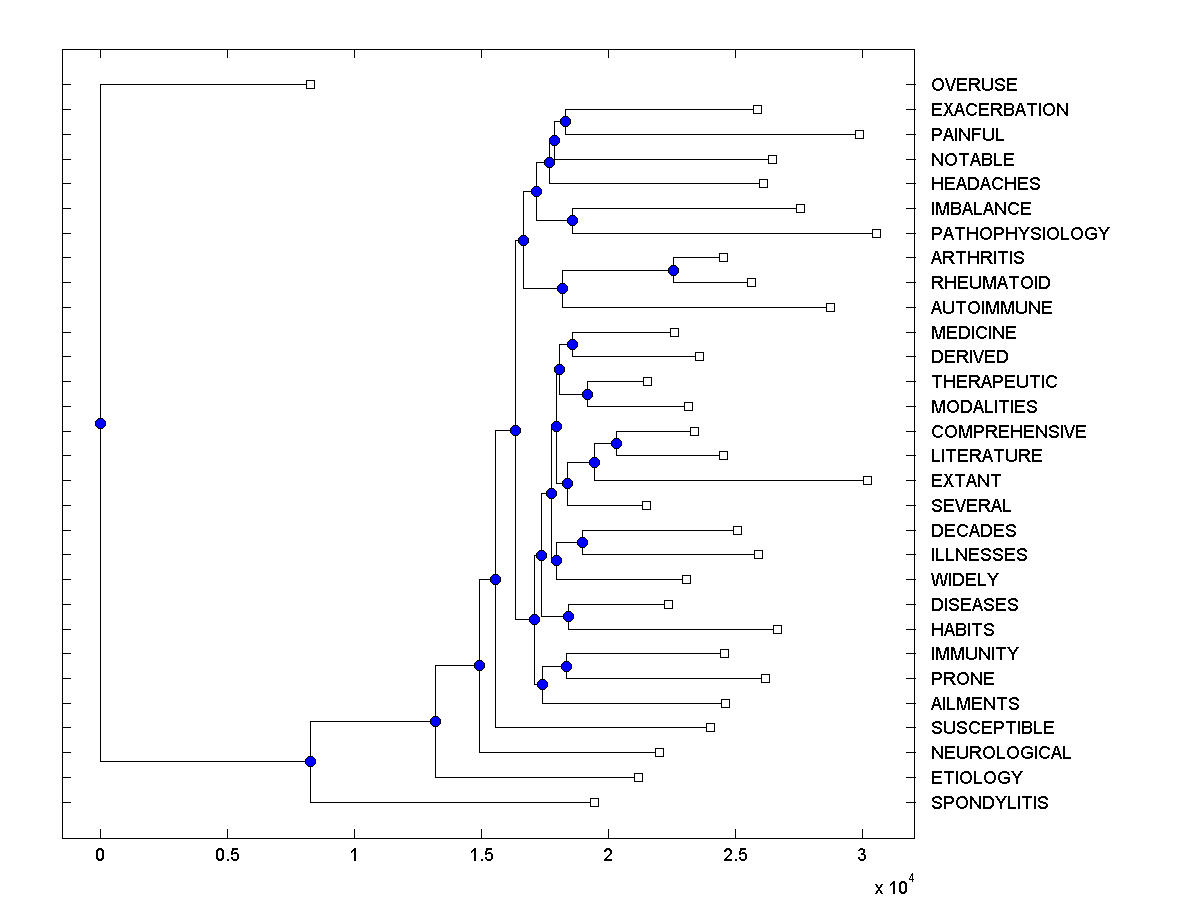 OVERUSE
EXACERBATION
PAINFUL
NOTABLE
HEADACHES
IMBALANCE
PATHOPHYSIOLOGY
ARTHRITIS
RHEUMATOID
AUTOIMMUNE
MEDICINE
DERIVED
THERAPEUTIC
MODALITIES
COMPREHENSIVE
LITERATURE
EXTANT
SEVERAL
DECADES
ILLNESSES
WIDELY
DISEASES
HABITS
IMMUNITY
PRONE
AILMENTS
SUSCEPTIBLE
NEUROLOGICAL
ETIOLOGY
SPONDYLITIS
0 0.5 1 1.5 2 2.5 3
x 10^4